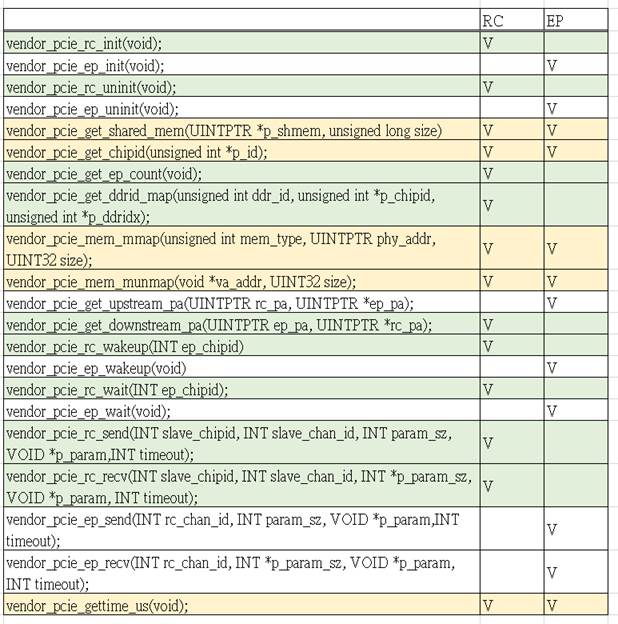 RC EP
vendor_pcie_rc_init(void); V
vendor_pcie_ep_init(void); V
vendor_pcie_rc_uninit(void); V
vendor_pcie_ep_uninit(void); V
vendor_pcie_get_shared_mem(UINTPTR *p_shmem, unsigned long size) V V
vendor_pcie_get_chipid(unsigned int *p_id); V V
vendor_pcie_get_ep_count(void); V
vendor_pcie_get_ddrid_map(unsigned int ddr_id, unsigned int *p_chipid,
unsigned int *p_ddridx); V
vendor_pcie_mem_mmap(unsigned int mem_type, UINTPTR phy_addr,
UINT32 size); V V
vendor_pcie_mem_munmap(void *va_addr, UINT32 size); V V
vendor_pcie_get_upstream_pa(UINTPTR rc_pa, UINTPTR *ep_pa); V
vendor_pcie_get_downstream_pa(UINTPTR ep_pa, UINTPTR *rc_pa); V
vendor_pcie_rc_wakeup(INT ep_chipid) V
vendor_pcie_ep_wakeup(void) V
vendor_pcie_rc_wait(INT ep_chipid); V
vendor_pcie_ep_wait(void); V
vendor_pcie_rc_send(INT slave_chipid, INT slave_chan_id, INT param_sz,
VOID *p_param,INT timeout); V
vendor_pcie_rc_recv(INT slave_chipid, INT slave_chan_id, INT *p_param_sz,
VOID *p_param, INT timeout); V
vendor_pcie_ep_send(INT rc_chan_id, INT param_sz, VOID *p_param,INT
timeout); V
vendor_pcie_ep_recv(INT rc_chan_id, INT *p_param_sz, VOID *p_param,
INT timeout); V
vendor_pcie_gettime_us(void); V V